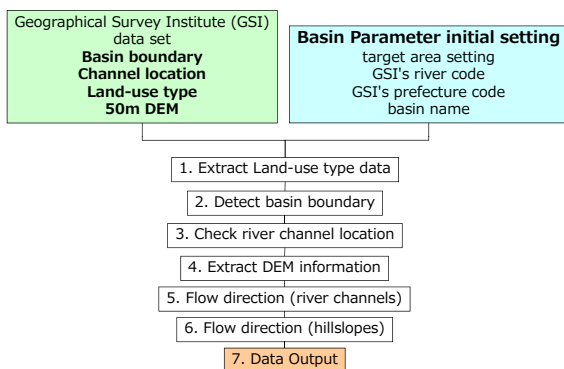 Geographical Survey Institute (GSI)
data set
Basin boundary
Channel location
Land-use type
50m DEM
Basin Parameter initial setting
target area setting
GSI's river code
GSI's prefecture code
basin name
1. Extract Land-use type data
2. Detect basin boundary
3. Check river channel location
4. Extract DEM information
5. Flow direction (river channels)
6. Flow direction (hillslopes)
7. Data Output